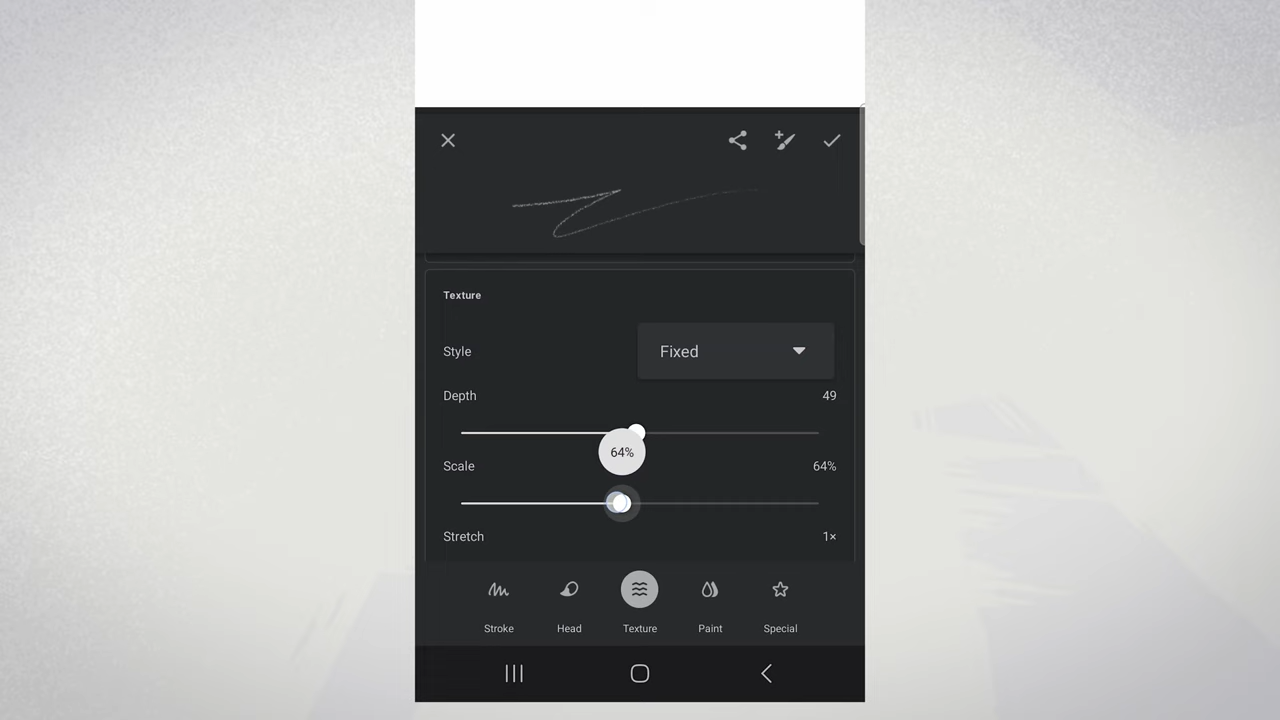 Texture
Style Fixed
Depth 49
64%
Scale 64%
Stretch 1×
Stroke Head Texture Paint Special